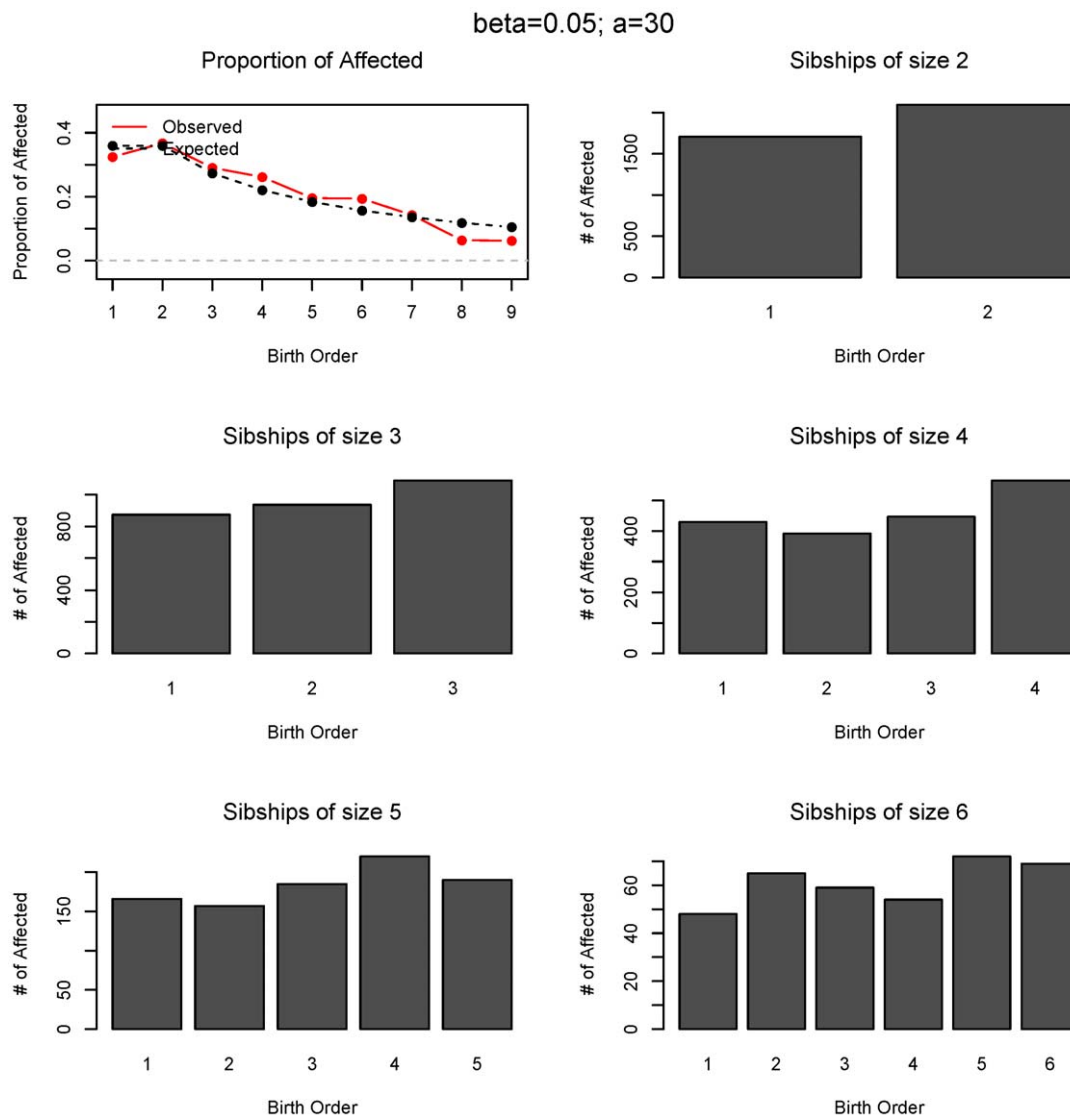 beta=0.05; a=30
Proportion of Affected
Proportion of Affected
0.0 0.2 0.4
Observed
Expected
1 2 3 4 5 6 7 8 9
Birth Order
Sibships of size 2
# of Affected
0 500 1500
1 2
Birth Order
Sibships of size 3
# of Affected
0 400 800
1 2 3
Birth Order
Sibships of size 4
# of Affected
0 200 400
1 2 3 4
Birth Order
Sibships of size 5
# of Affected
0 50 150
1 2 3 4 5
Birth Order
Sibships of size 6
# of Affected
0 20 40 60
1 2 3 4 5 6
Birth Order